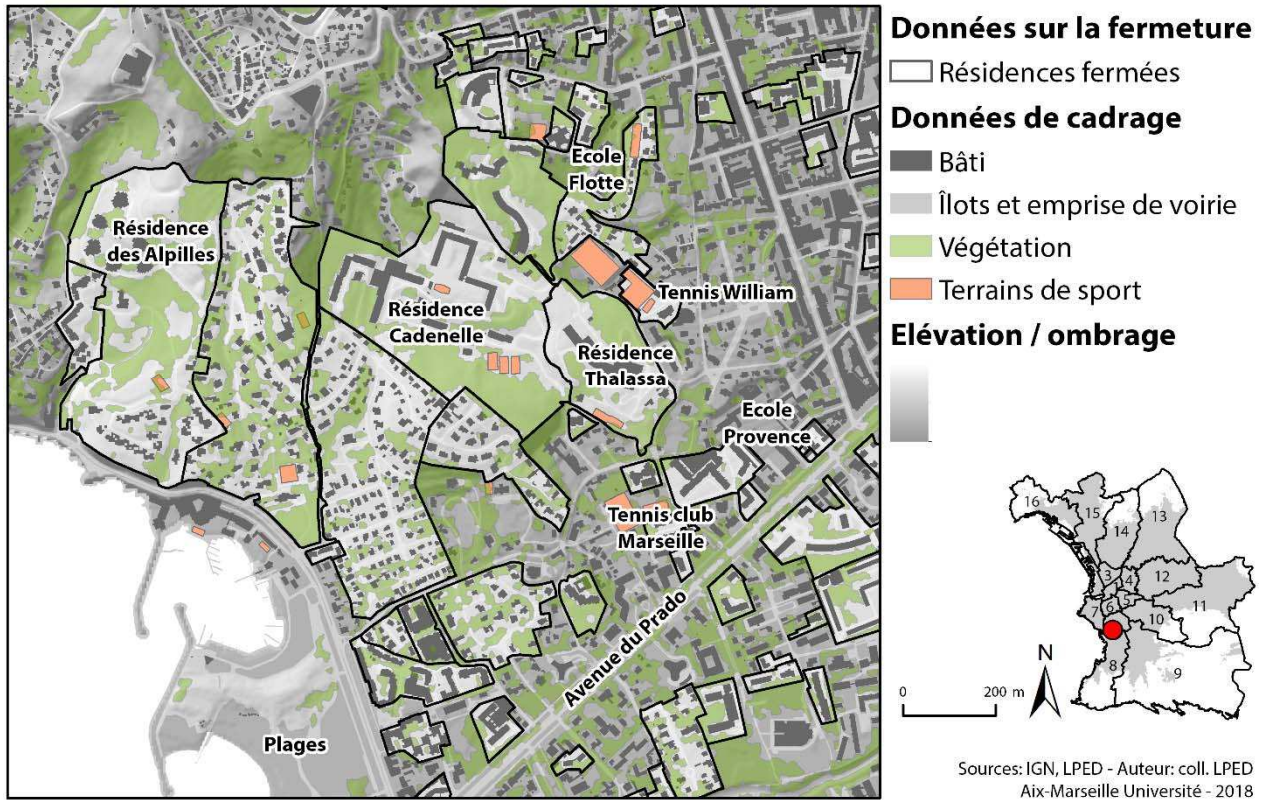 Données sur la fermeture
Résidences fermées
Données de cadrage
Bâti
Îlots et emprise de voirie
Végétation
Terrains de sport
Elévation / ombrage
Ecole
Flotte
Résidence
des Alpilles
Tennis William
Résidence
Cadenelle
Résidence
Thalassa
Ecole
Provence
Tennis club
Marseille
Avenue du Prado
Plages
16
15
14
13
3
4
12
5
7
6
11
10
8
9
N
0
200 m
Sources: IGN, LPED - Auteur: coll. LPED
Aix-Marseille Université - 2018